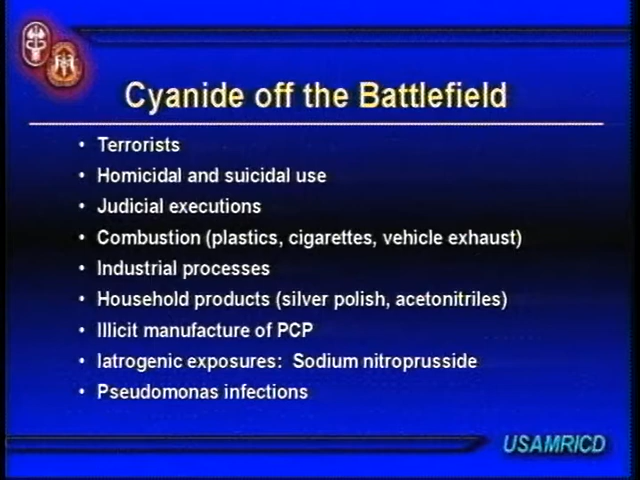 Cyanide off the Battlefield
• Terrorists
• Homicidal and suicidal use
• Judicial executions
• Combustion (plastics, cigarettes, vehicle exhaust)
• Industrial processes
• Household products (silver polish, acetonitriles)
• Illicit manufacture of PCP
• Iatrogenic exposures: Sodium nitroprusside
• Pseudomonas infections
USAMRICD